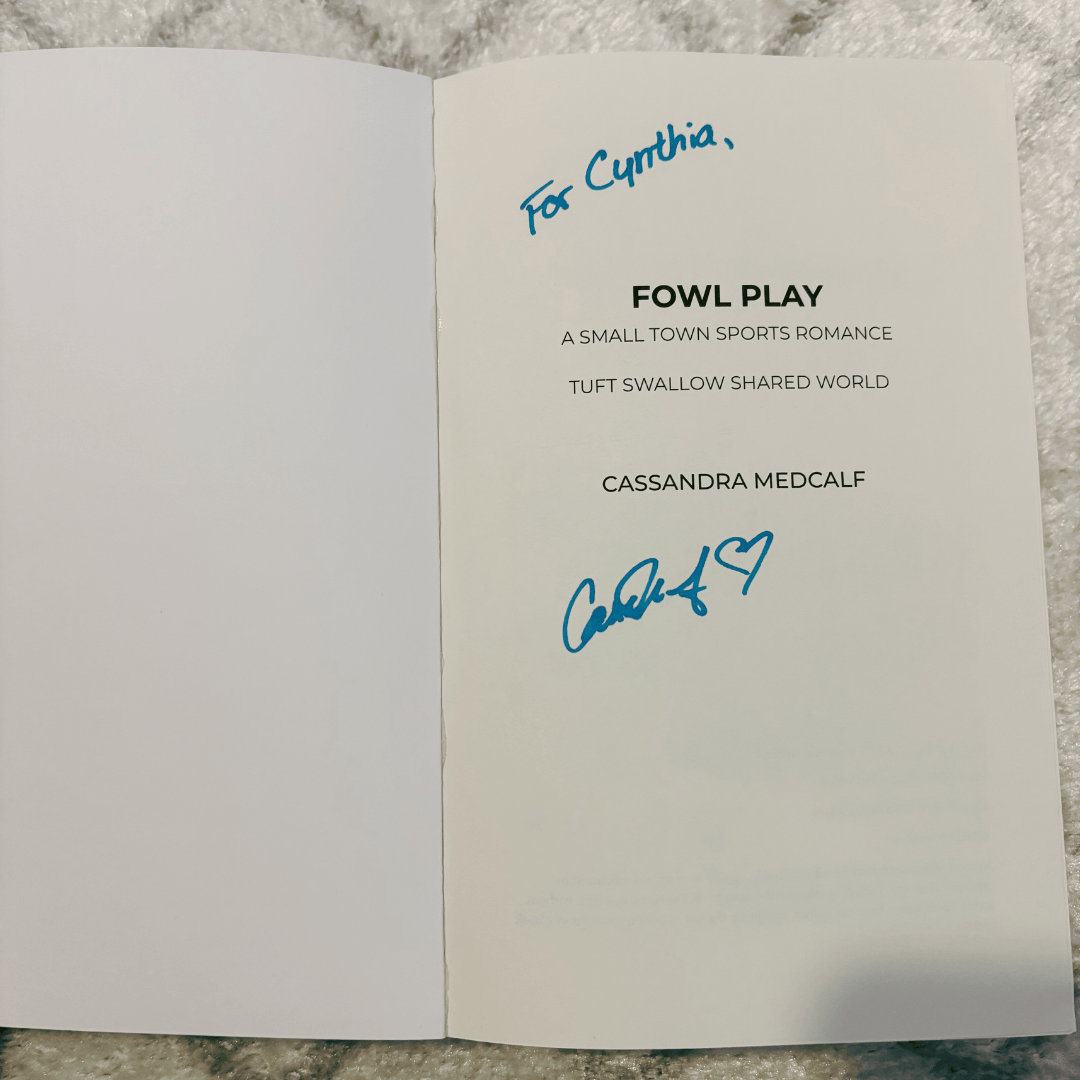 For Cynthia,
FOWL PLAY
A SMALL TOWN SPORTS ROMANCE
TUFT SWALLOW SHARED WORLD
CASSANDRA MEDCALF